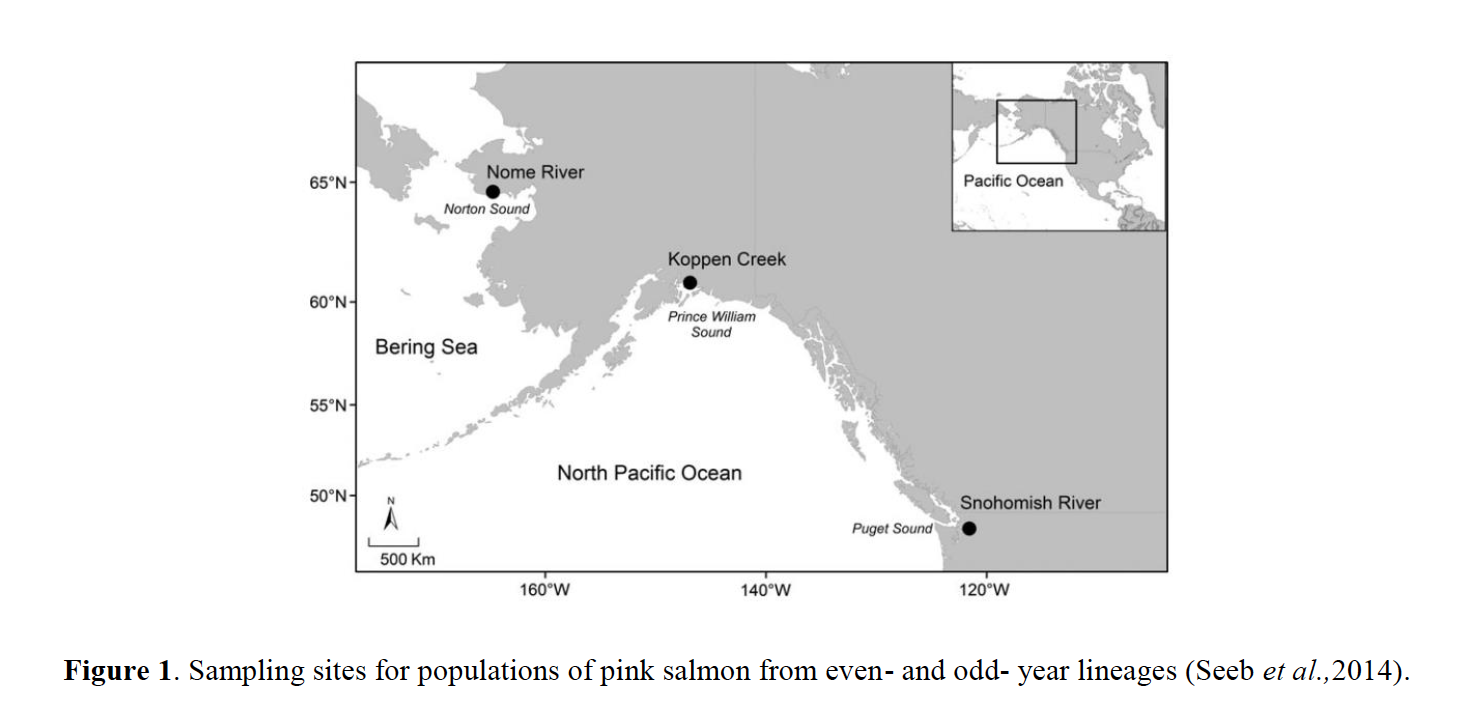 Nome River
65°N
Norton Sound
Pacific Ocean
Koppen Creek
60°N
Prince William
Sound
Bering Sea
55°N
North Pacific Ocean
50°N
N
Snohomish River
Puget Sound
500 Km
160°W
140°W
120°W
Figure 1. Sampling sites for populations of pink salmon from even- and odd- year lineages (Seeb et al.,2014).